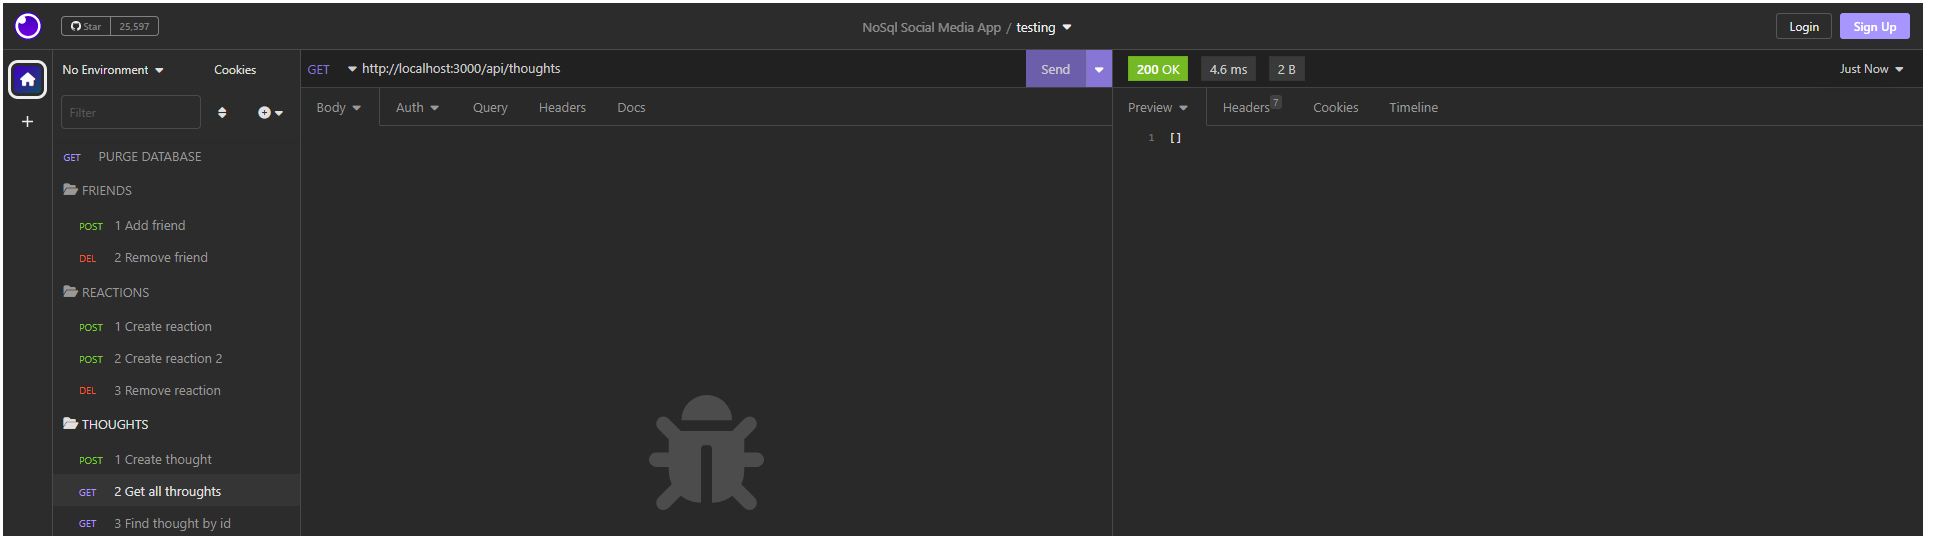 Star 25,597
NoSql Social Media App / testing
Login
Sign Up
No Environment
Cookies
GET http://localhost:3000/api/thoughts
Send
200 OK
4.6 ms
2 B
Just Now
Filter
Body
Auth
Query
Headers
Docs
Preview
Headers 7
Cookies
Timeline
1 []
GET PURGE DATABASE
FRIENDS
POST 1 Add friend
DEL 2 Remove friend
REACTIONS
POST 1 Create reaction
POST 2 Create reaction 2
DEL 3 Remove reaction
THOUGHTS
POST 1 Create thought
GET 2 Get all throughts
GET 3 Find thought by id